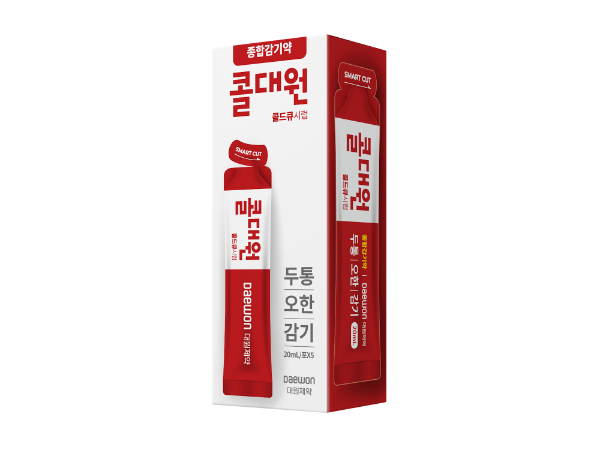 종합감기약
콜대원
콜드큐시럽
SMART CUT
콜대원
콜드큐시럽
DAEWON 대원제약
두통
오한
감기
20mL/포X5
DAEWON
대원제약
SMART CUT
콜대원
콜드큐시럽
종합감기약 | DAEWON 대원제약
두통 | 오한 | 감기
20mL